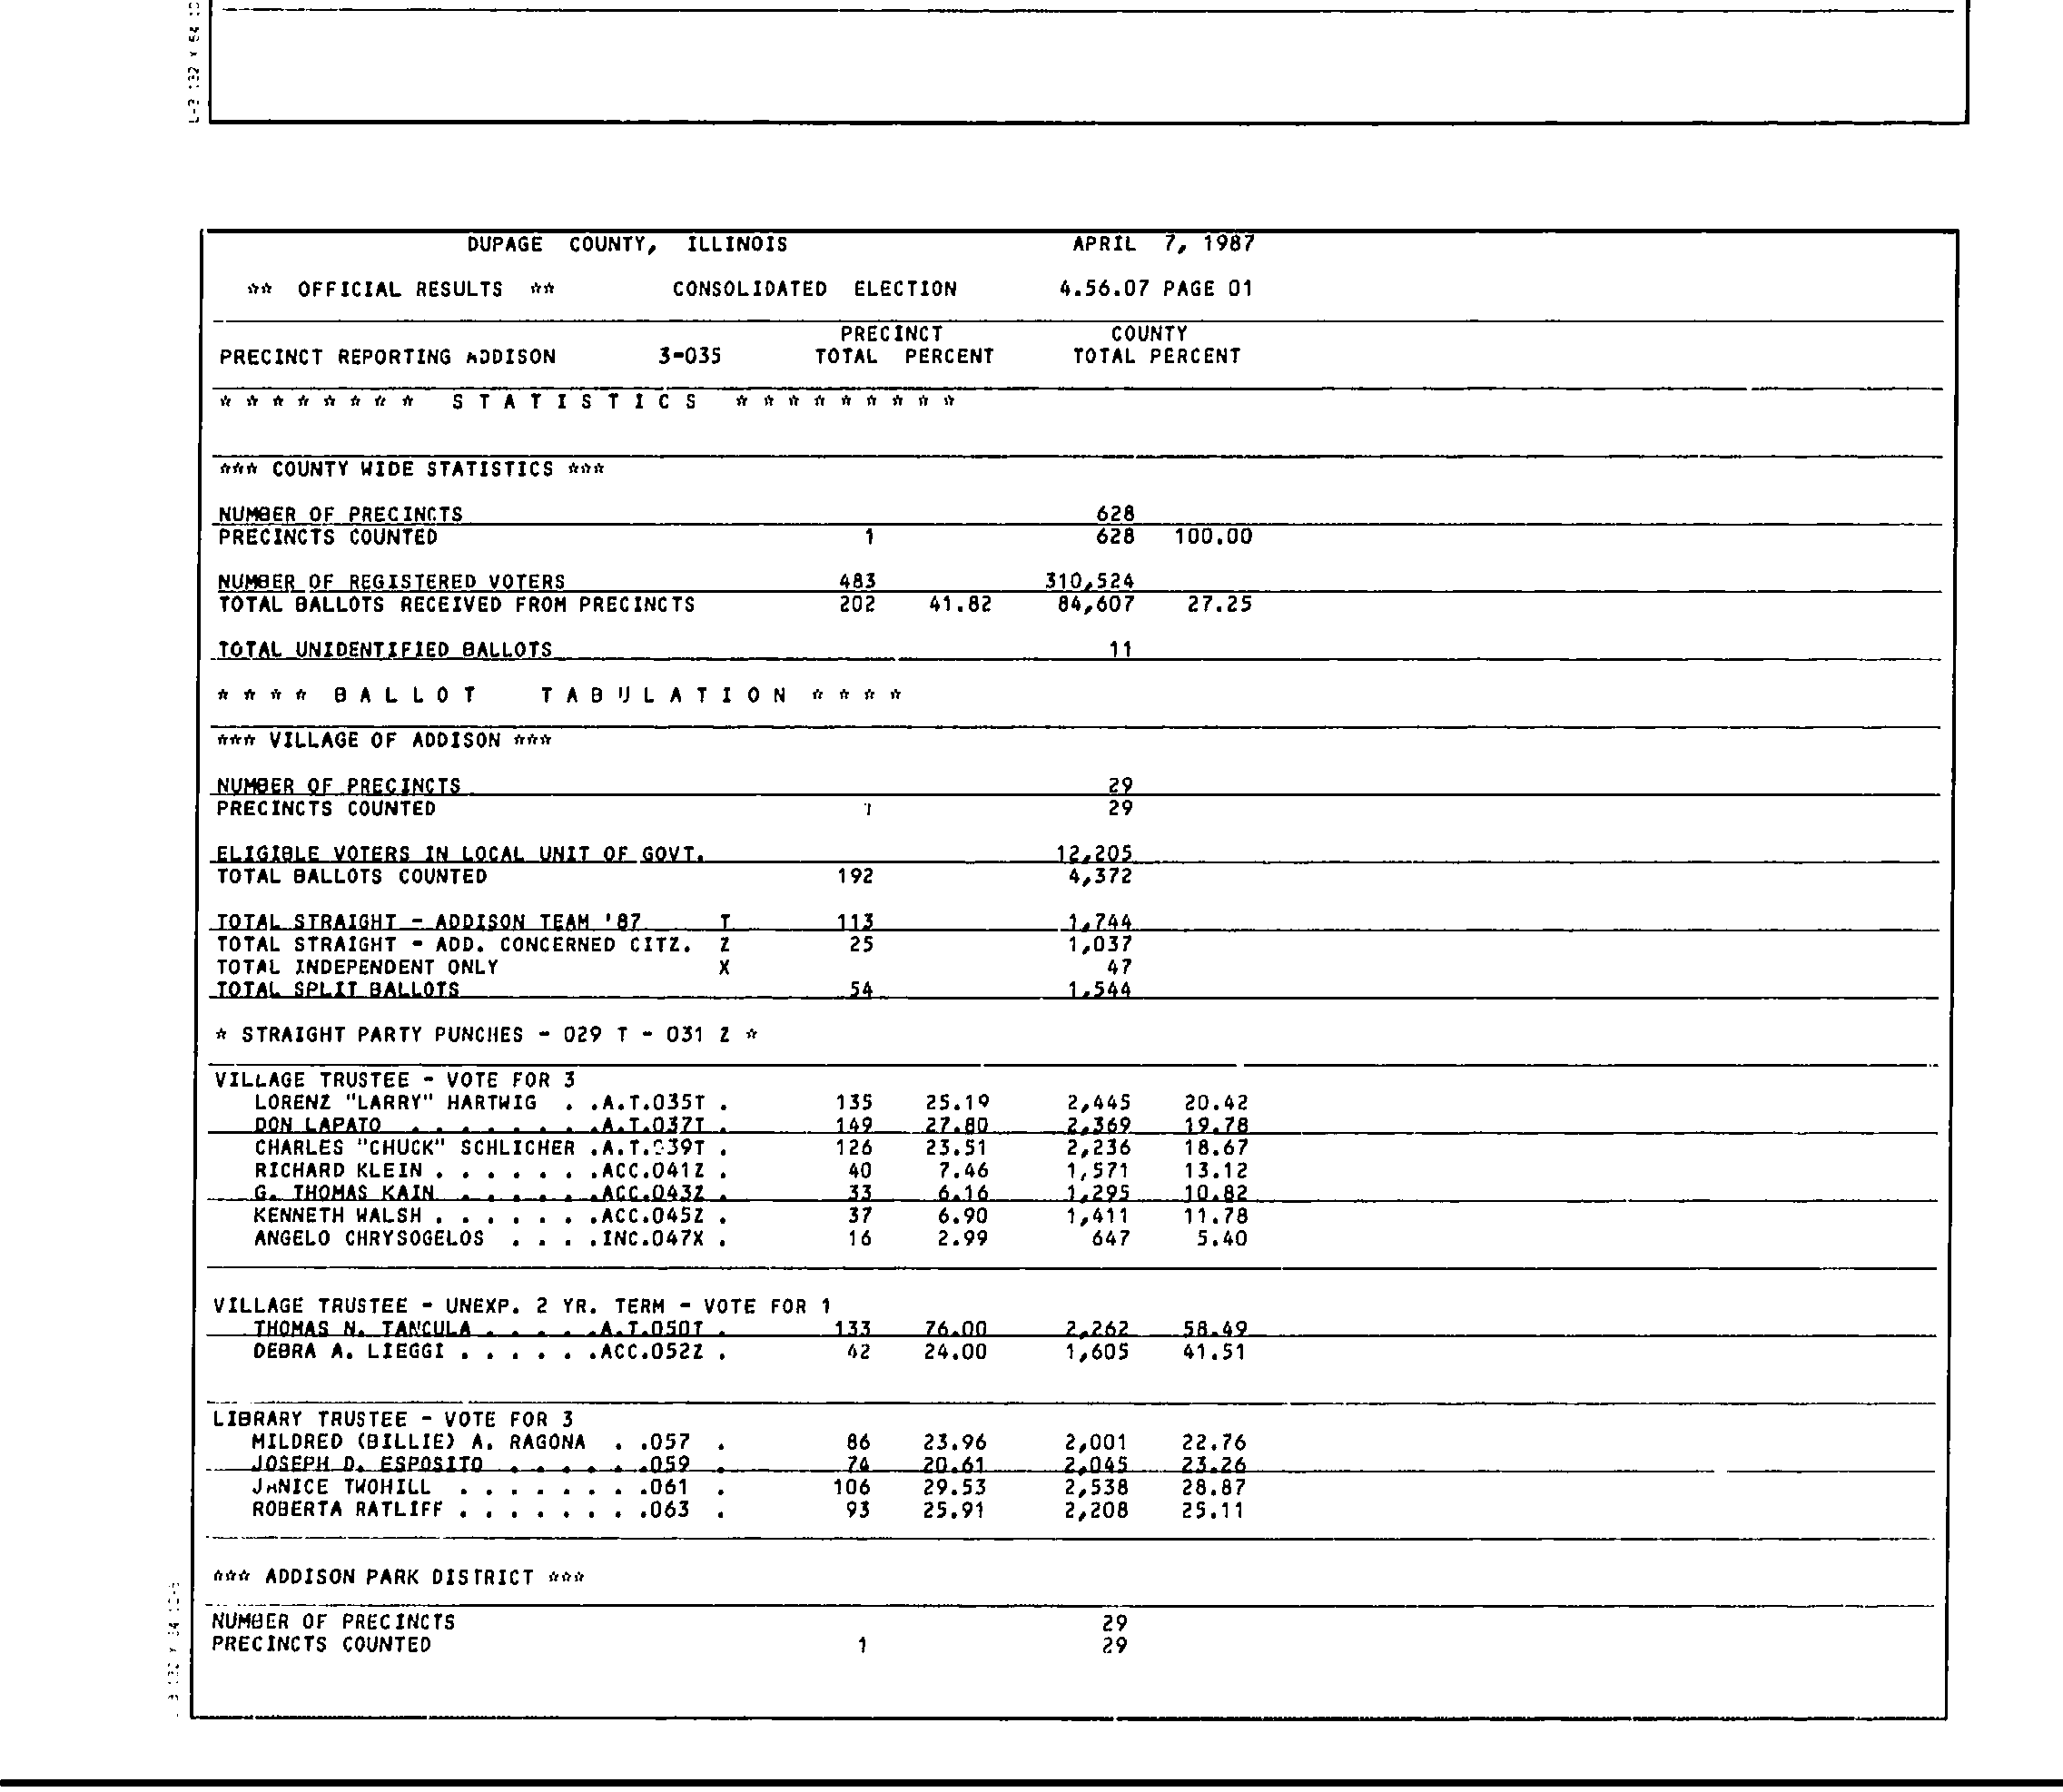 DUPAGE COUNTY, ILLINOIS APRIL 7, 1987
** OFFICIAL RESULTS ** CONSOLIDATED ELECTION 4.56.07 PAGE 01
PRECINCT COUNTY
PRECINCT REPORTING ADDISON 3-035 TOTAL PERCENT TOTAL PERCENT
* * * * * * * * S T A T I S T I C S * * * * * * * * *
*** COUNTY WIDE STATISTICS ***
NUMBER OF PRECINCTS 628
PRECINCTS COUNTED 1 628 100.00
NUMBER OF REGISTERED VOTERS 483 310,524
TOTAL BALLOTS RECEIVED FROM PRECINCTS 202 41.82 84,607 27.25
TOTAL UNIDENTIFIED BALLOTS 11
* * * * B A L L O T T A B U L A T I O N * * * *
*** VILLAGE OF ADDISON ***
NUMBER OF PRECINCTS 29
PRECINCTS COUNTED 1 29
ELIGIBLE VOTERS IN LOCAL UNIT OF GOVT. 12,205
TOTAL BALLOTS COUNTED 192 4,372
TOTAL STRAIGHT - ADDISON TEAM '87 T 113 1,744
TOTAL STRAIGHT - ADD. CONCERNED CITZ. Z 25 1,037
TOTAL INDEPENDENT ONLY X 47
TOTAL SPLIT BALLOTS 54 1,544
* STRAIGHT PARTY PUNCHES - 029 T - 031 Z *
VILLAGE TRUSTEE - VOTE FOR 3
LORENZ "LARRY" HARTWIG . .A.T.035T . 135 25.19 2,445 20.42
DON LAPATO . . . . . . . .A.T.037T . 149 27.80 2,369 19.78
CHARLES "CHUCK" SCHLICHER .A.T.039T . 126 23.51 2,236 18.67
RICHARD KLEIN . . . . . . .ACC.041Z . 40 7.46 1,571 13.12
G. THOMAS KAIN . . . . . .ACC.043Z . 33 6.16 1,295 10.82
KENNETH WALSH . . . . . . .ACC.045Z . 37 6.90 1,411 11.78
ANGELO CHRYSOGELOS . . . .INC.047X . 16 2.99 647 5.40
VILLAGE TRUSTEE - UNEXP. 2 YR. TERM - VOTE FOR 1
THOMAS N. TANCULA . . . . .A.T.050T . 133 76.00 2,262 58.49
DEBRA A. LIEGGI . . . . . .ACC.052Z . 42 24.00 1,605 41.51
LIBRARY TRUSTEE - VOTE FOR 3
MILDRED (BILLIE) A. RAGONA . .057 . 86 23.96 2,001 22.76
JOSEPH D. ESPOSITO . . . . . .059 . 74 20.61 2,045 23.26
JANICE TWOHILL . . . . . . . .061 . 106 29.53 2,538 28.87
ROBERTA RATLIFF . . . . . . . .063 . 93 25.91 2,208 25.11
*** ADDISON PARK DISTRICT ***
NUMBER OF PRECINCTS 29
PRECINCTS COUNTED 1 29